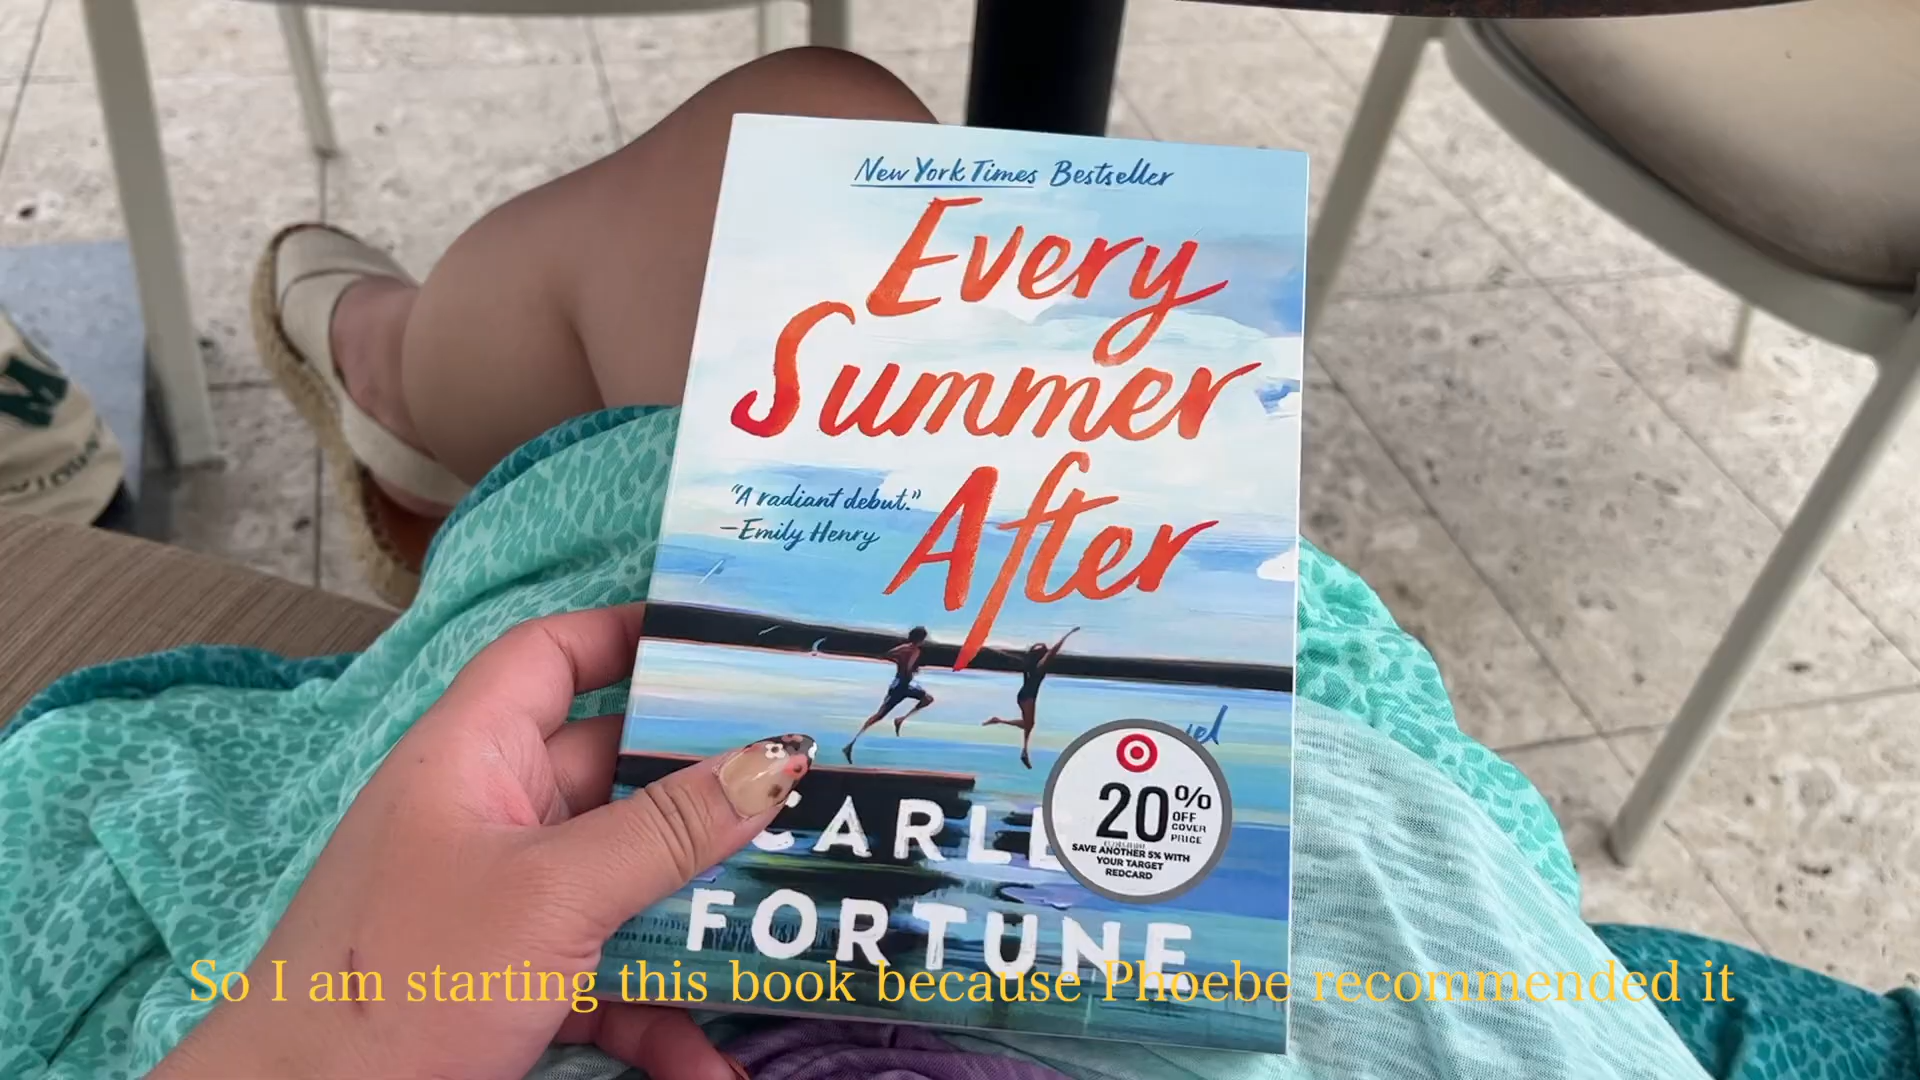 New York Times Bestseller
Every
Summer
After
"A radiant debut."
—Emily Henry
20% OFF COVER PRICE
SAVE ANOTHER 5% WITH
YOUR TARGET
REDCARD
FORTUNE
So I am starting this book because Phoebe recommended it